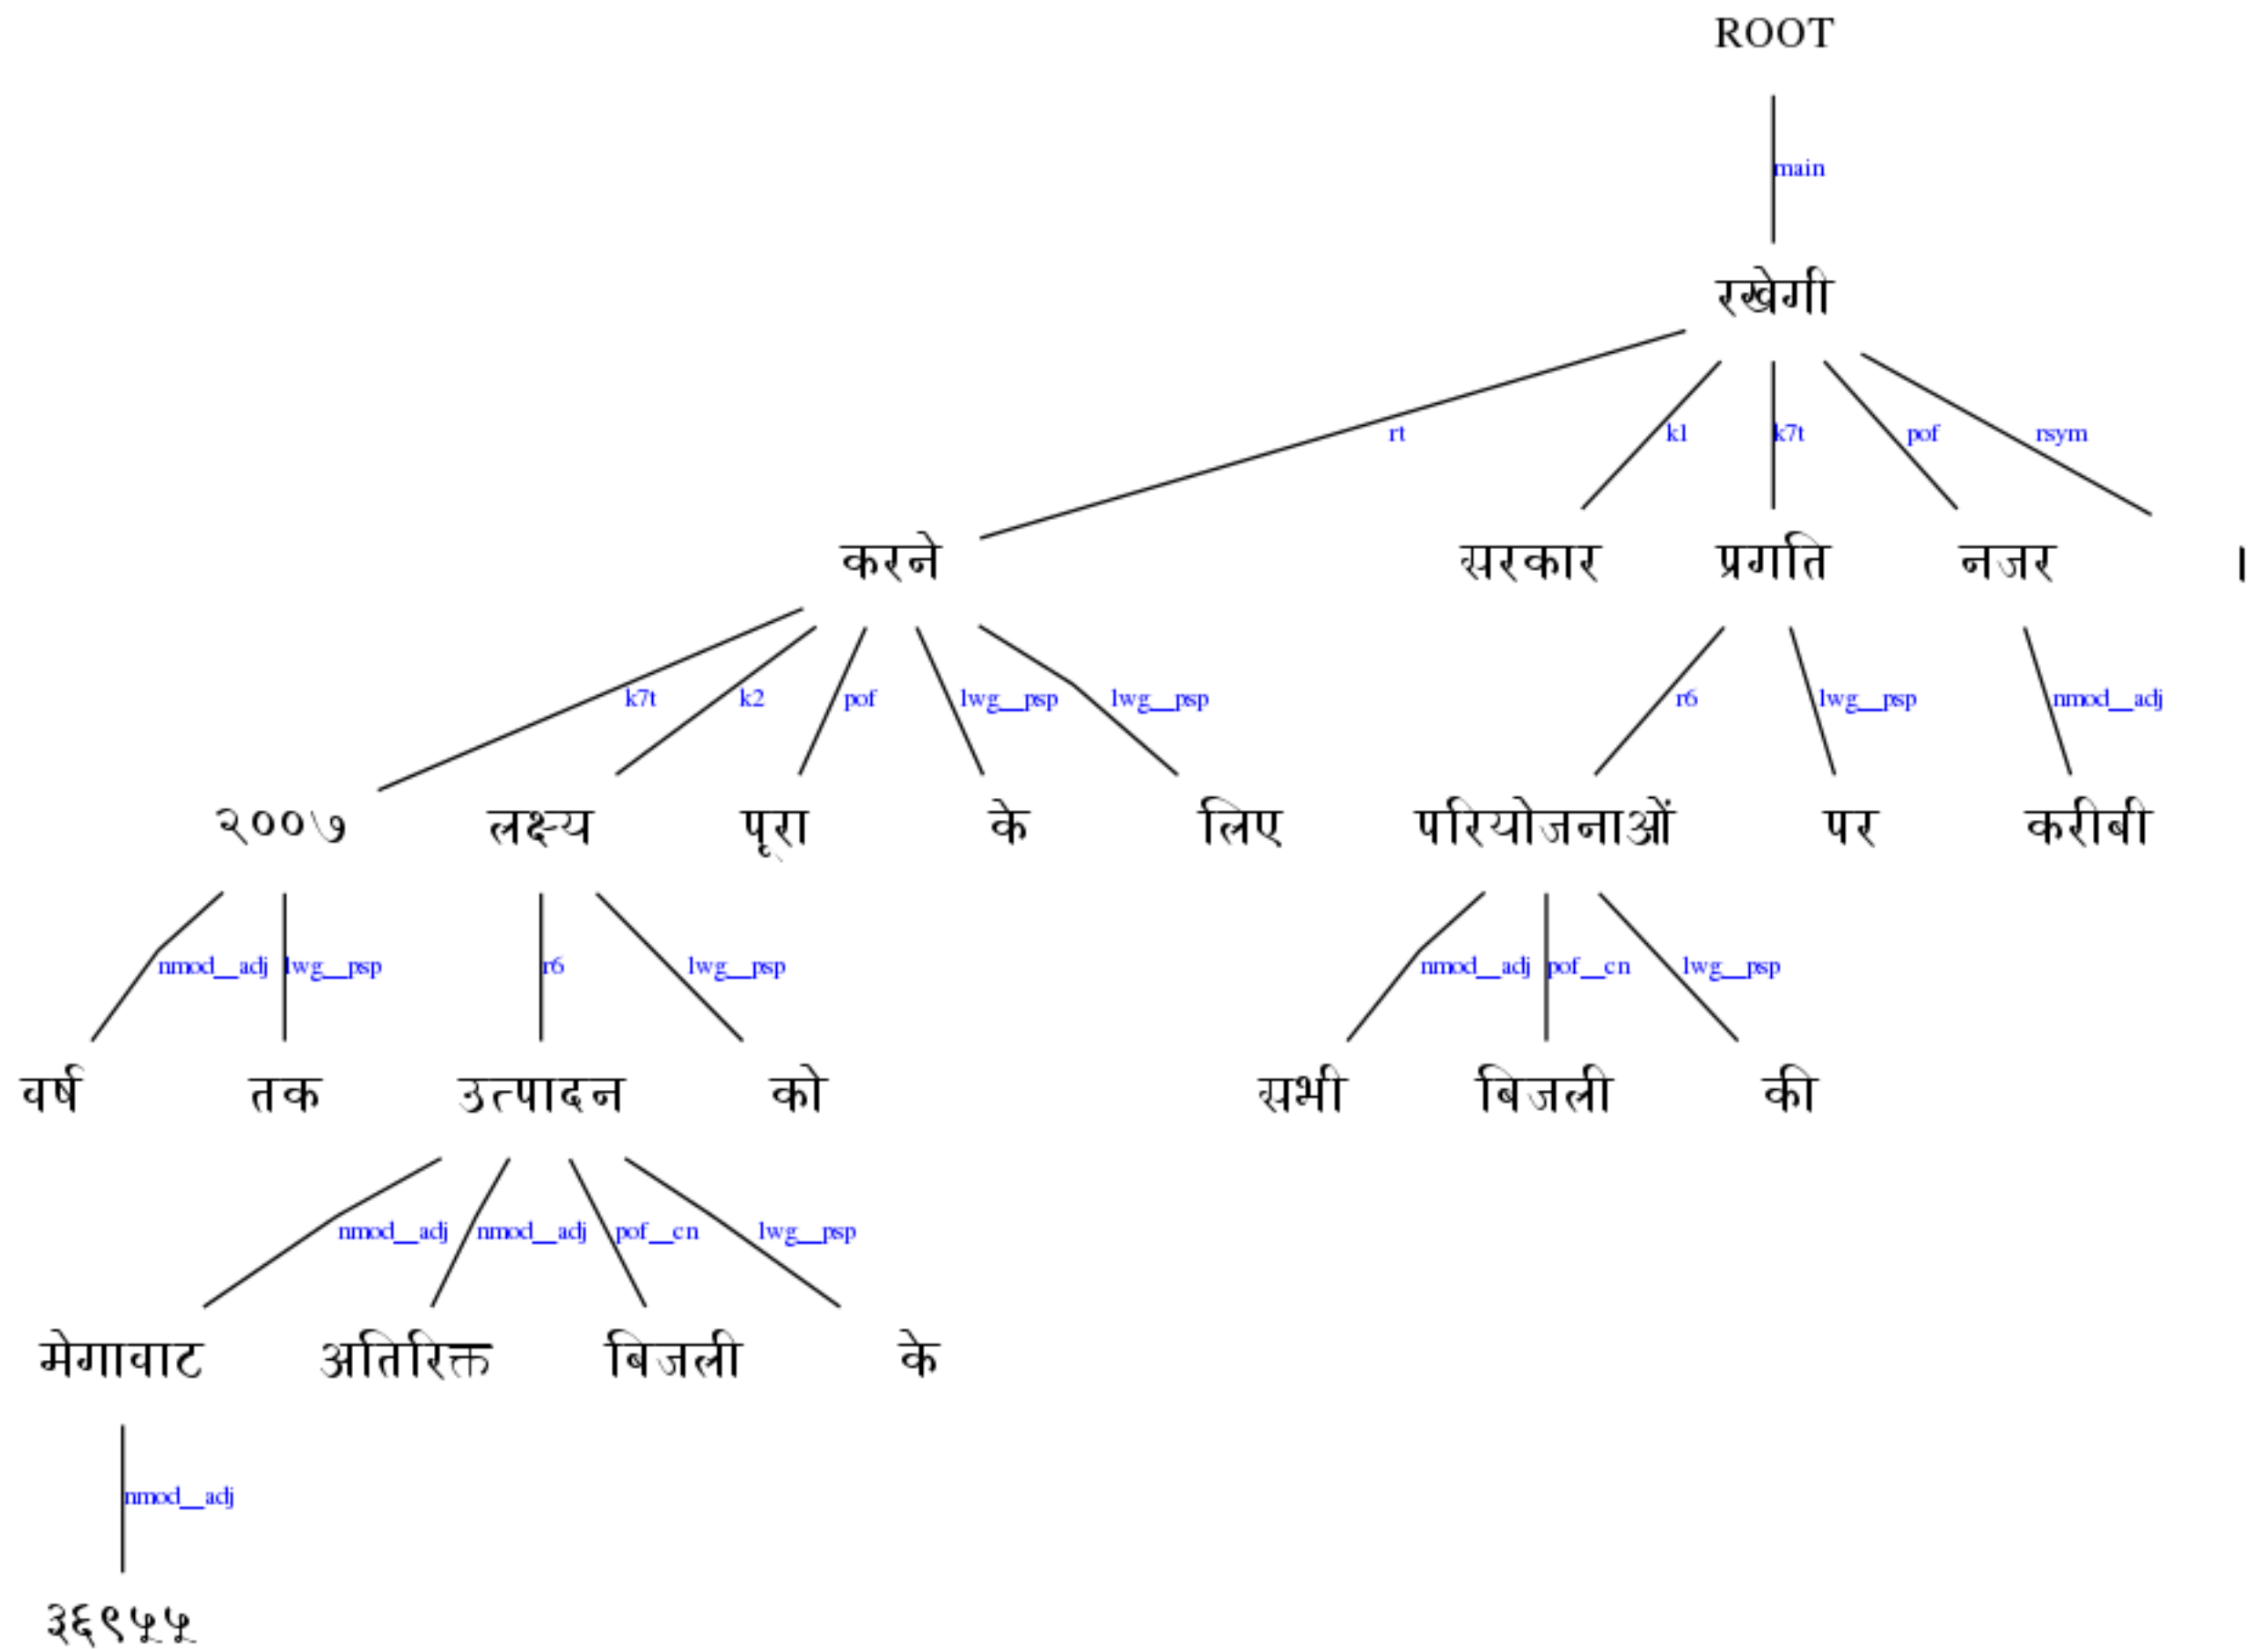 ROOT
main
रखेगी
rt k1 k7t pof rsym
करने सरकार प्रगति नजर ।
k7t k2 pof lwg__psp lwg__psp r6 lwg__psp nmod__adj
२००७ लक्ष्य पूरा के लिए परियोजनाओं पर करीबी
nmod__adj lwg__psp r6 lwg__psp nmod__adj pof__cn lwg__psp
वर्ष तक उत्पादन को सभी बिजली की
nmod__adj nmod__adj pof__cn lwg__psp
मेगावाट अतिरिक्त बिजली के
nmod__adj
३६९५५